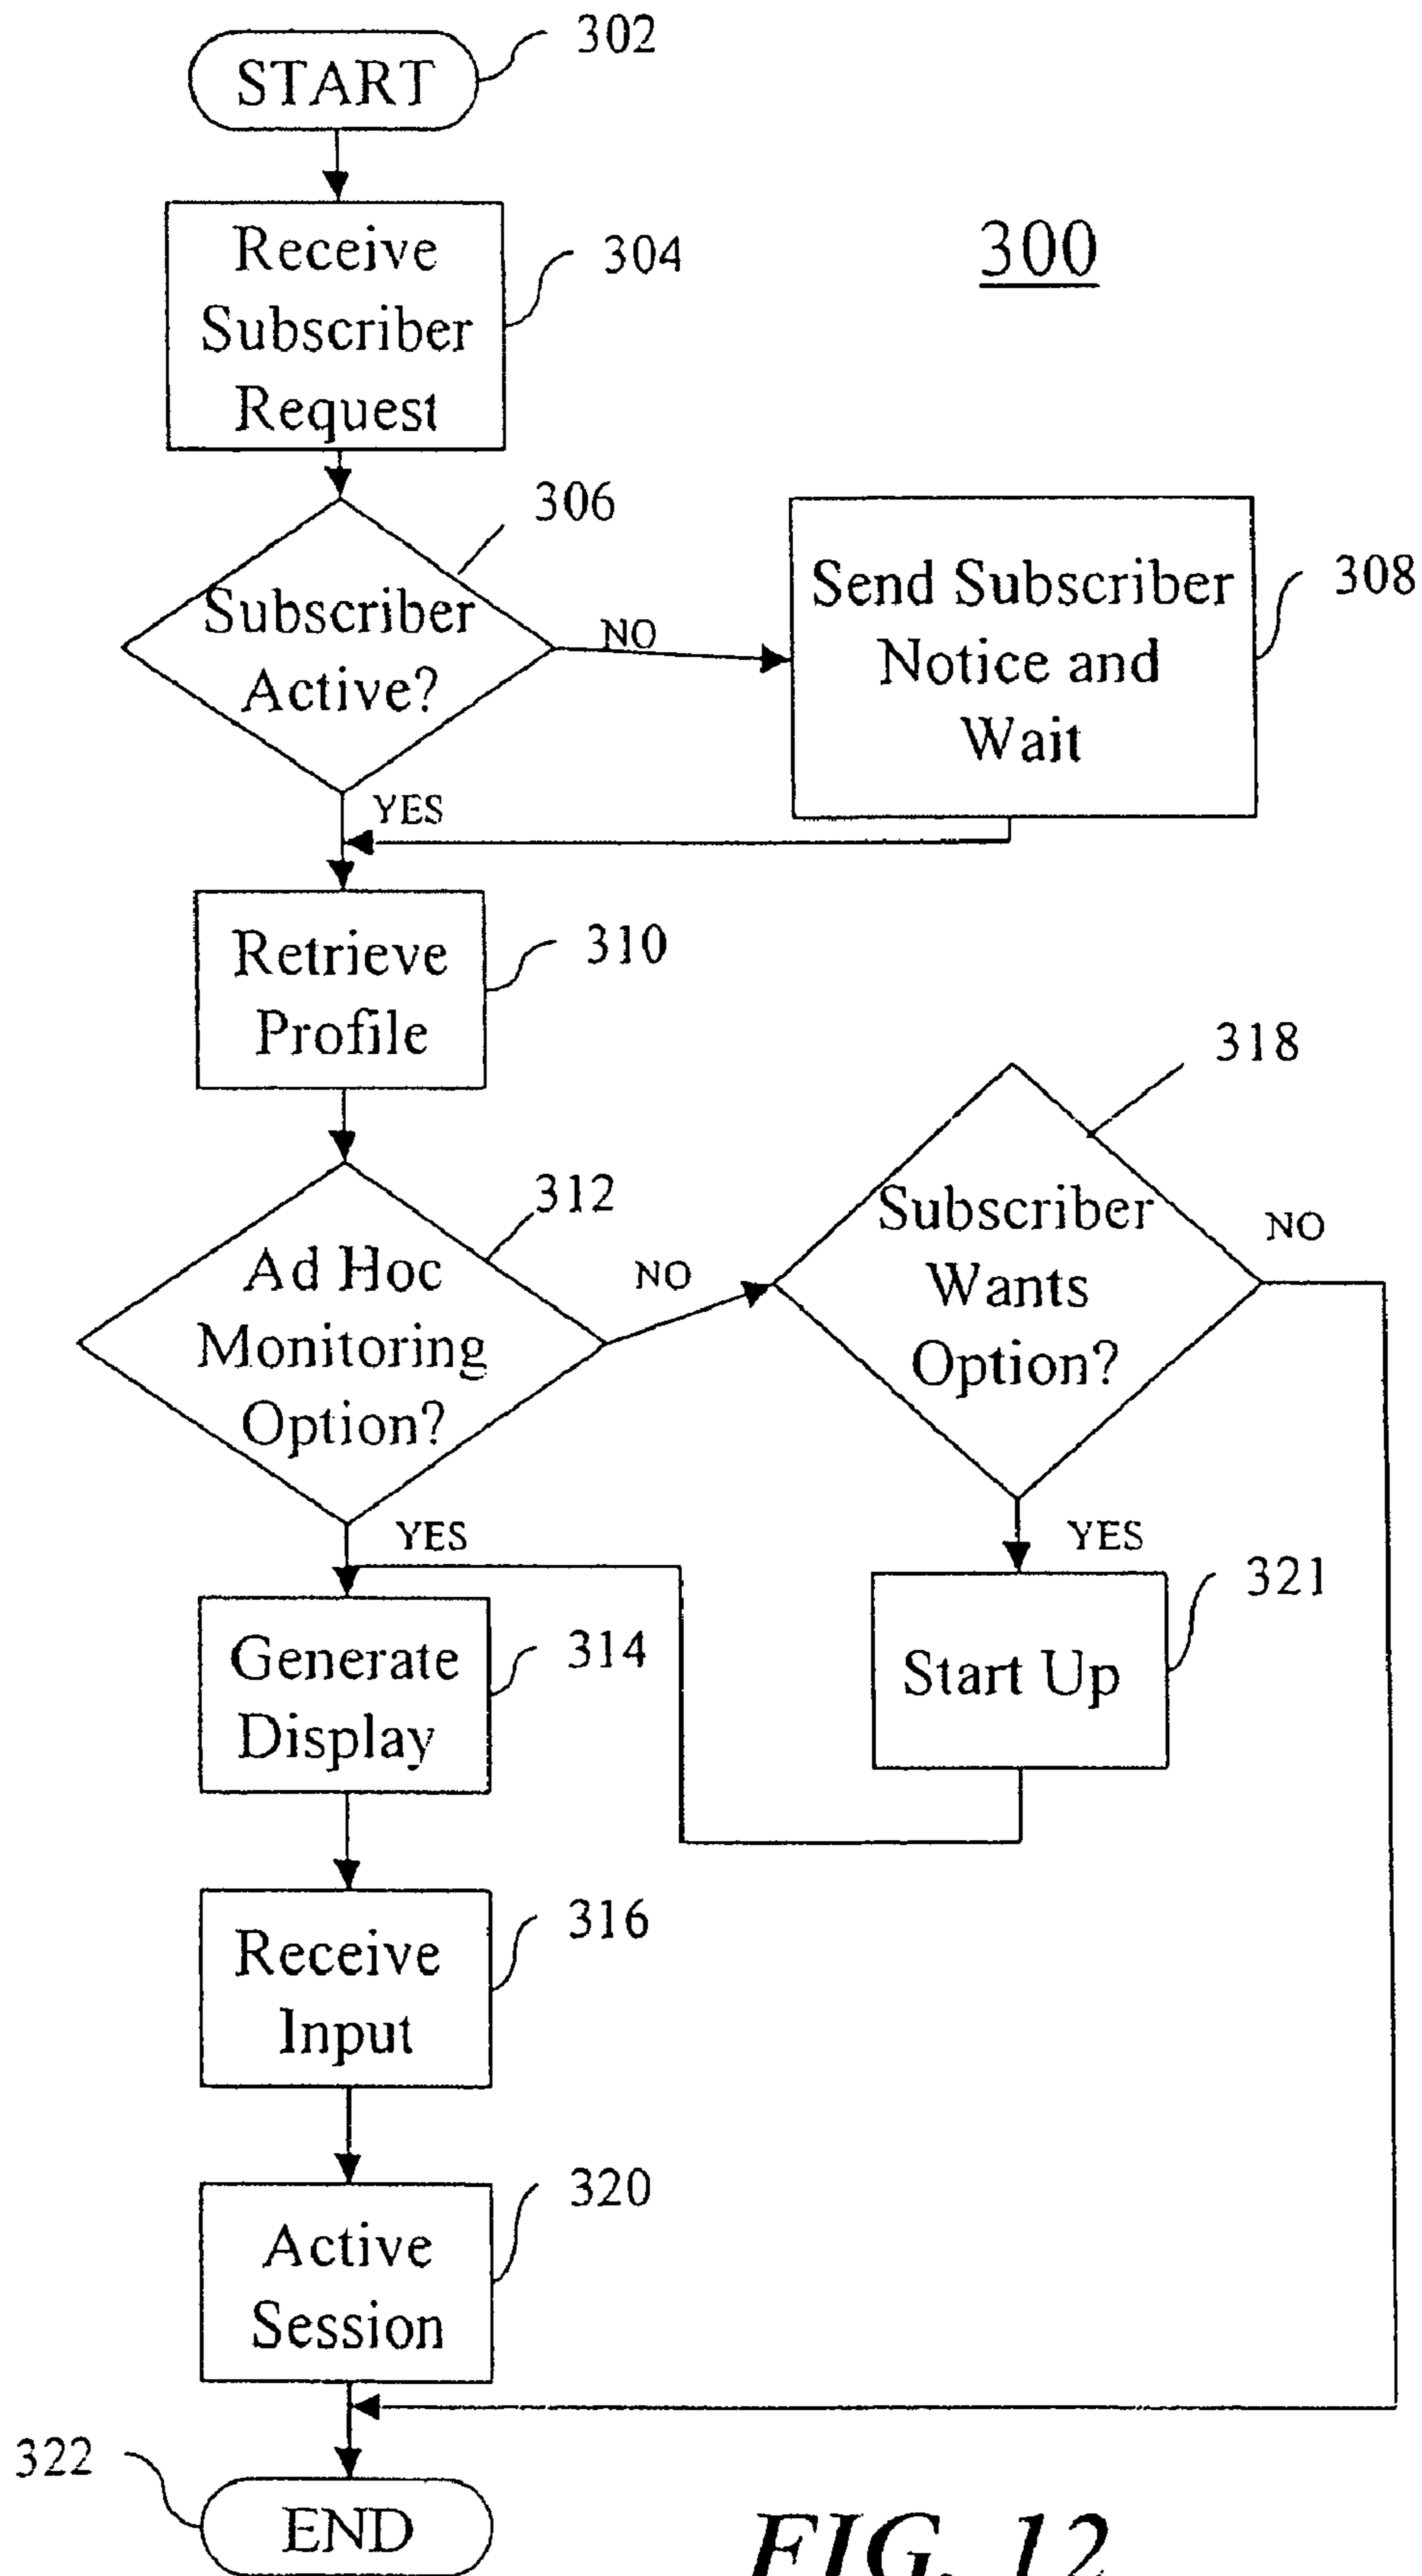 302
START
Receive
Subscriber
Request
304
300
306
Subscriber
Active?
NO
Send Subscriber
Notice and
Wait
308
YES
Retrieve
Profile
310
318
312
Ad Hoc
Monitoring
Option?
NO
Subscriber
Wants
Option?
NO
YES
YES
321
Generate
Display
314
Start Up
Receive
Input
316
Active
Session
320
322
END
FIG. 12